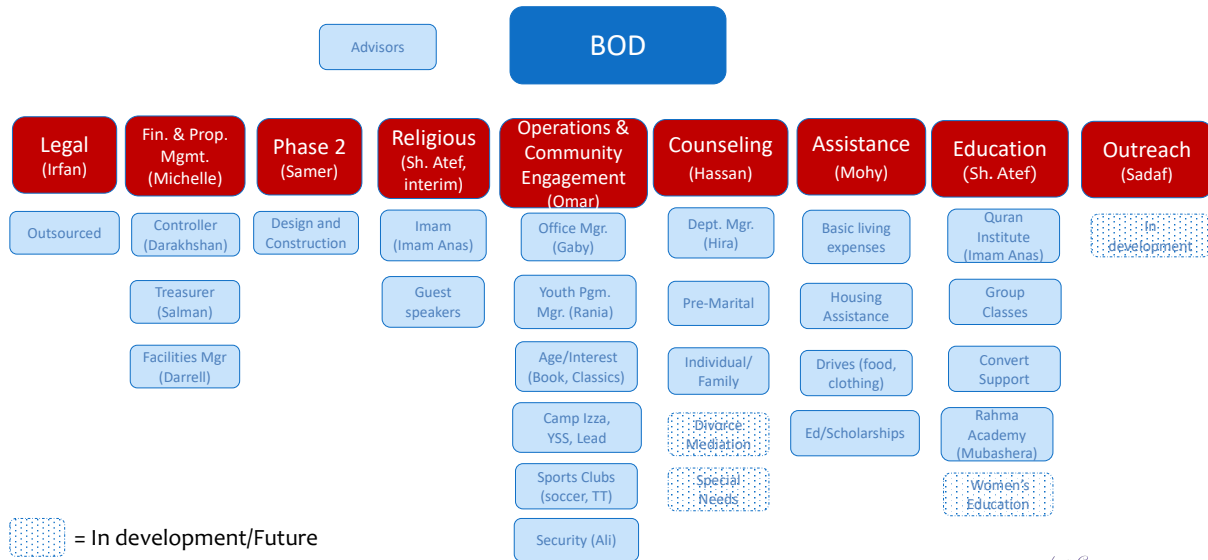 Advisors
BOD
Legal
(Irfan)
Fin. & Prop.
Mgmt.
(Michelle)
Phase 2
(Samer)
Religious
(Sh. Atef,
interim)
Operations &
Community
Engagement
(Omar)
Counseling
(Hassan)
Assistance
(Mohy)
Education
(Sh. Atef)
Outreach
(Sadaf)
Outsourced
Controller
(Darakhshan)
Treasurer
(Salman)
Facilities Mgr
(Darrell)
Design and
Construction
Imam
(Imam Anas)
Guest
speakers
Office Mgr.
(Gaby)
Youth Pgm.
Mgr. (Rania)
Age/Interest
(Book, Classics)
Camp Izza,
YSS, Lead
Sports Clubs
(soccer, TT)
Security (Ali)
Dept. Mgr.
(Hira)
Pre-Marital
Individual/
Family
Divorce
Mediation
Special
Needs
Basic living
expenses
Housing
Assistance
Drives (food,
clothing)
Ed/Scholarships
Quran
Institute
(Imam Anas)
Group
Classes
Convert
Support
Rahma
Academy
(Mubashera)
Women's
Education
In
development
= In development/Future